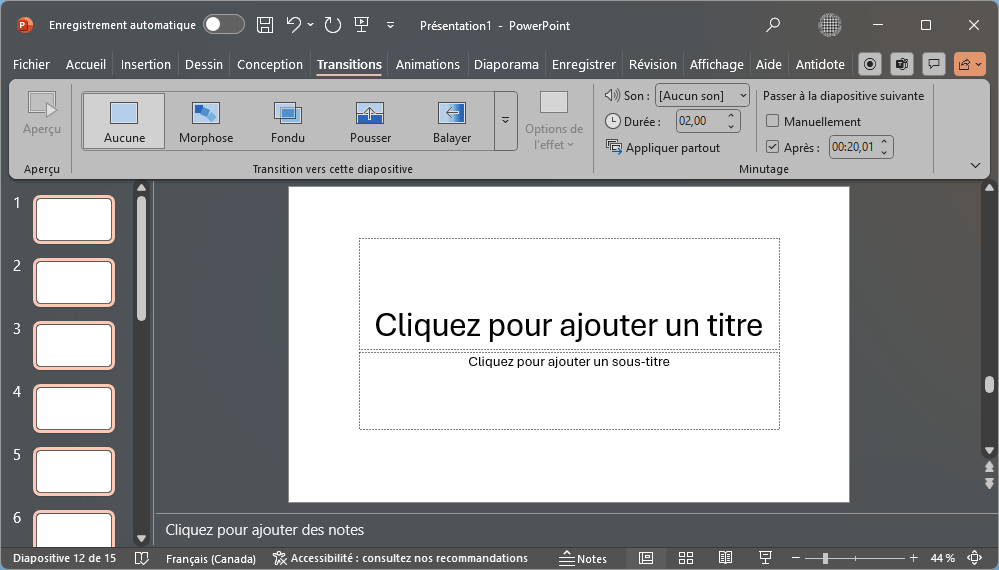 Enregistrement automatique
Présentation1 - PowerPoint
Fichier Accueil Insertion Dessin Conception Transitions Animations Diaporama Enregistrer Révision Affichage Aide Antidote
Aperçu
Aucune Morphose Fondu Pousser Balayer
Options de l'effet
Son : [Aucun son]
Durée : 02,00
Appliquer partout
Passer à la diapositive suivante
Manuellement
Après : 00:20,01
Aperçu Transition vers cette diapositive Minutage
1
2
3
4
5
6
Cliquez pour ajouter un titre
Cliquez pour ajouter un sous-titre
Cliquez pour ajouter des notes
Diapositive 12 de 15 Français (Canada) Accessibilité : consultez nos recommandations Notes 44 %